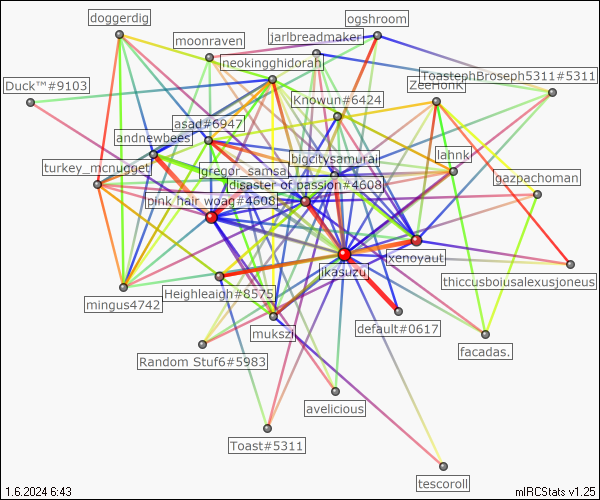 doggerdig
ogshroom
moonraven
jarlbreadmaker
neokingghidorah
ToastephBroseph5311#5311
Duck™#9103
ZeeHonK
Knowun#6424
asad#6947
andnewbees
lahnk
bigcitysamurai
turkey_mcnugget
gregor_samsa
gazpachoman
disaster of passion#4608
pink hair woag#4608
xenoyaut
jkasuzu
thiccusboiusalexusjoneus
Heighleaigh#8575
mingus4742
default#0617
mukszi
facadas.
Random Stuf6#5983
avelicious
Toast#5311
tescoroll
1.6.2024 6:43
mIRCStats v1.25